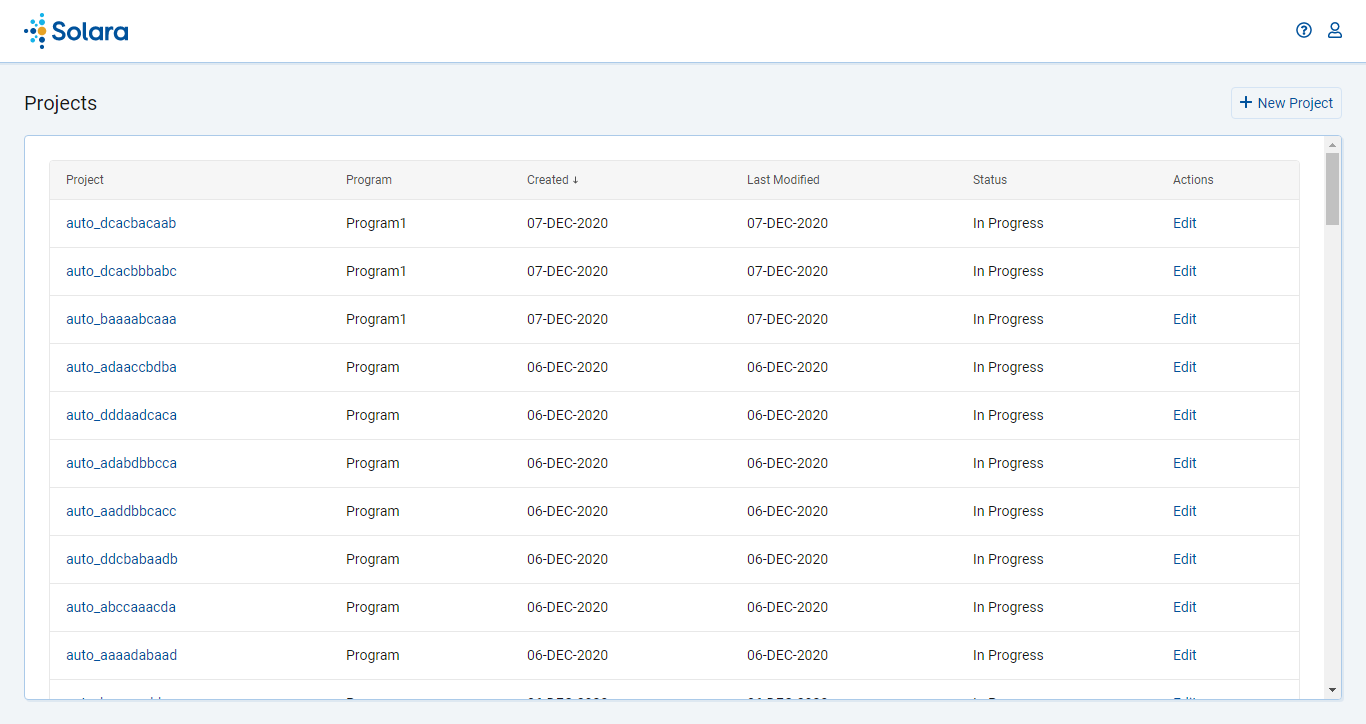 Solara
Projects
+ New Project
Project Program Created ↓ Last Modified Status Actions
auto_dcacbacaab Program1 07-DEC-2020 07-DEC-2020 In Progress Edit
auto_dcacbbbabc Program1 07-DEC-2020 07-DEC-2020 In Progress Edit
auto_baaaabcaaa Program1 07-DEC-2020 07-DEC-2020 In Progress Edit
auto_adaaccbdba Program 06-DEC-2020 06-DEC-2020 In Progress Edit
auto_dddaadcaca Program 06-DEC-2020 06-DEC-2020 In Progress Edit
auto_adabdbbcca Program 06-DEC-2020 06-DEC-2020 In Progress Edit
auto_aaddbbcacc Program 06-DEC-2020 06-DEC-2020 In Progress Edit
auto_ddcbabaadb Program 06-DEC-2020 06-DEC-2020 In Progress Edit
auto_abccaaacda Program 06-DEC-2020 06-DEC-2020 In Progress Edit
auto_aaaadabaad Program 06-DEC-2020 06-DEC-2020 In Progress Edit